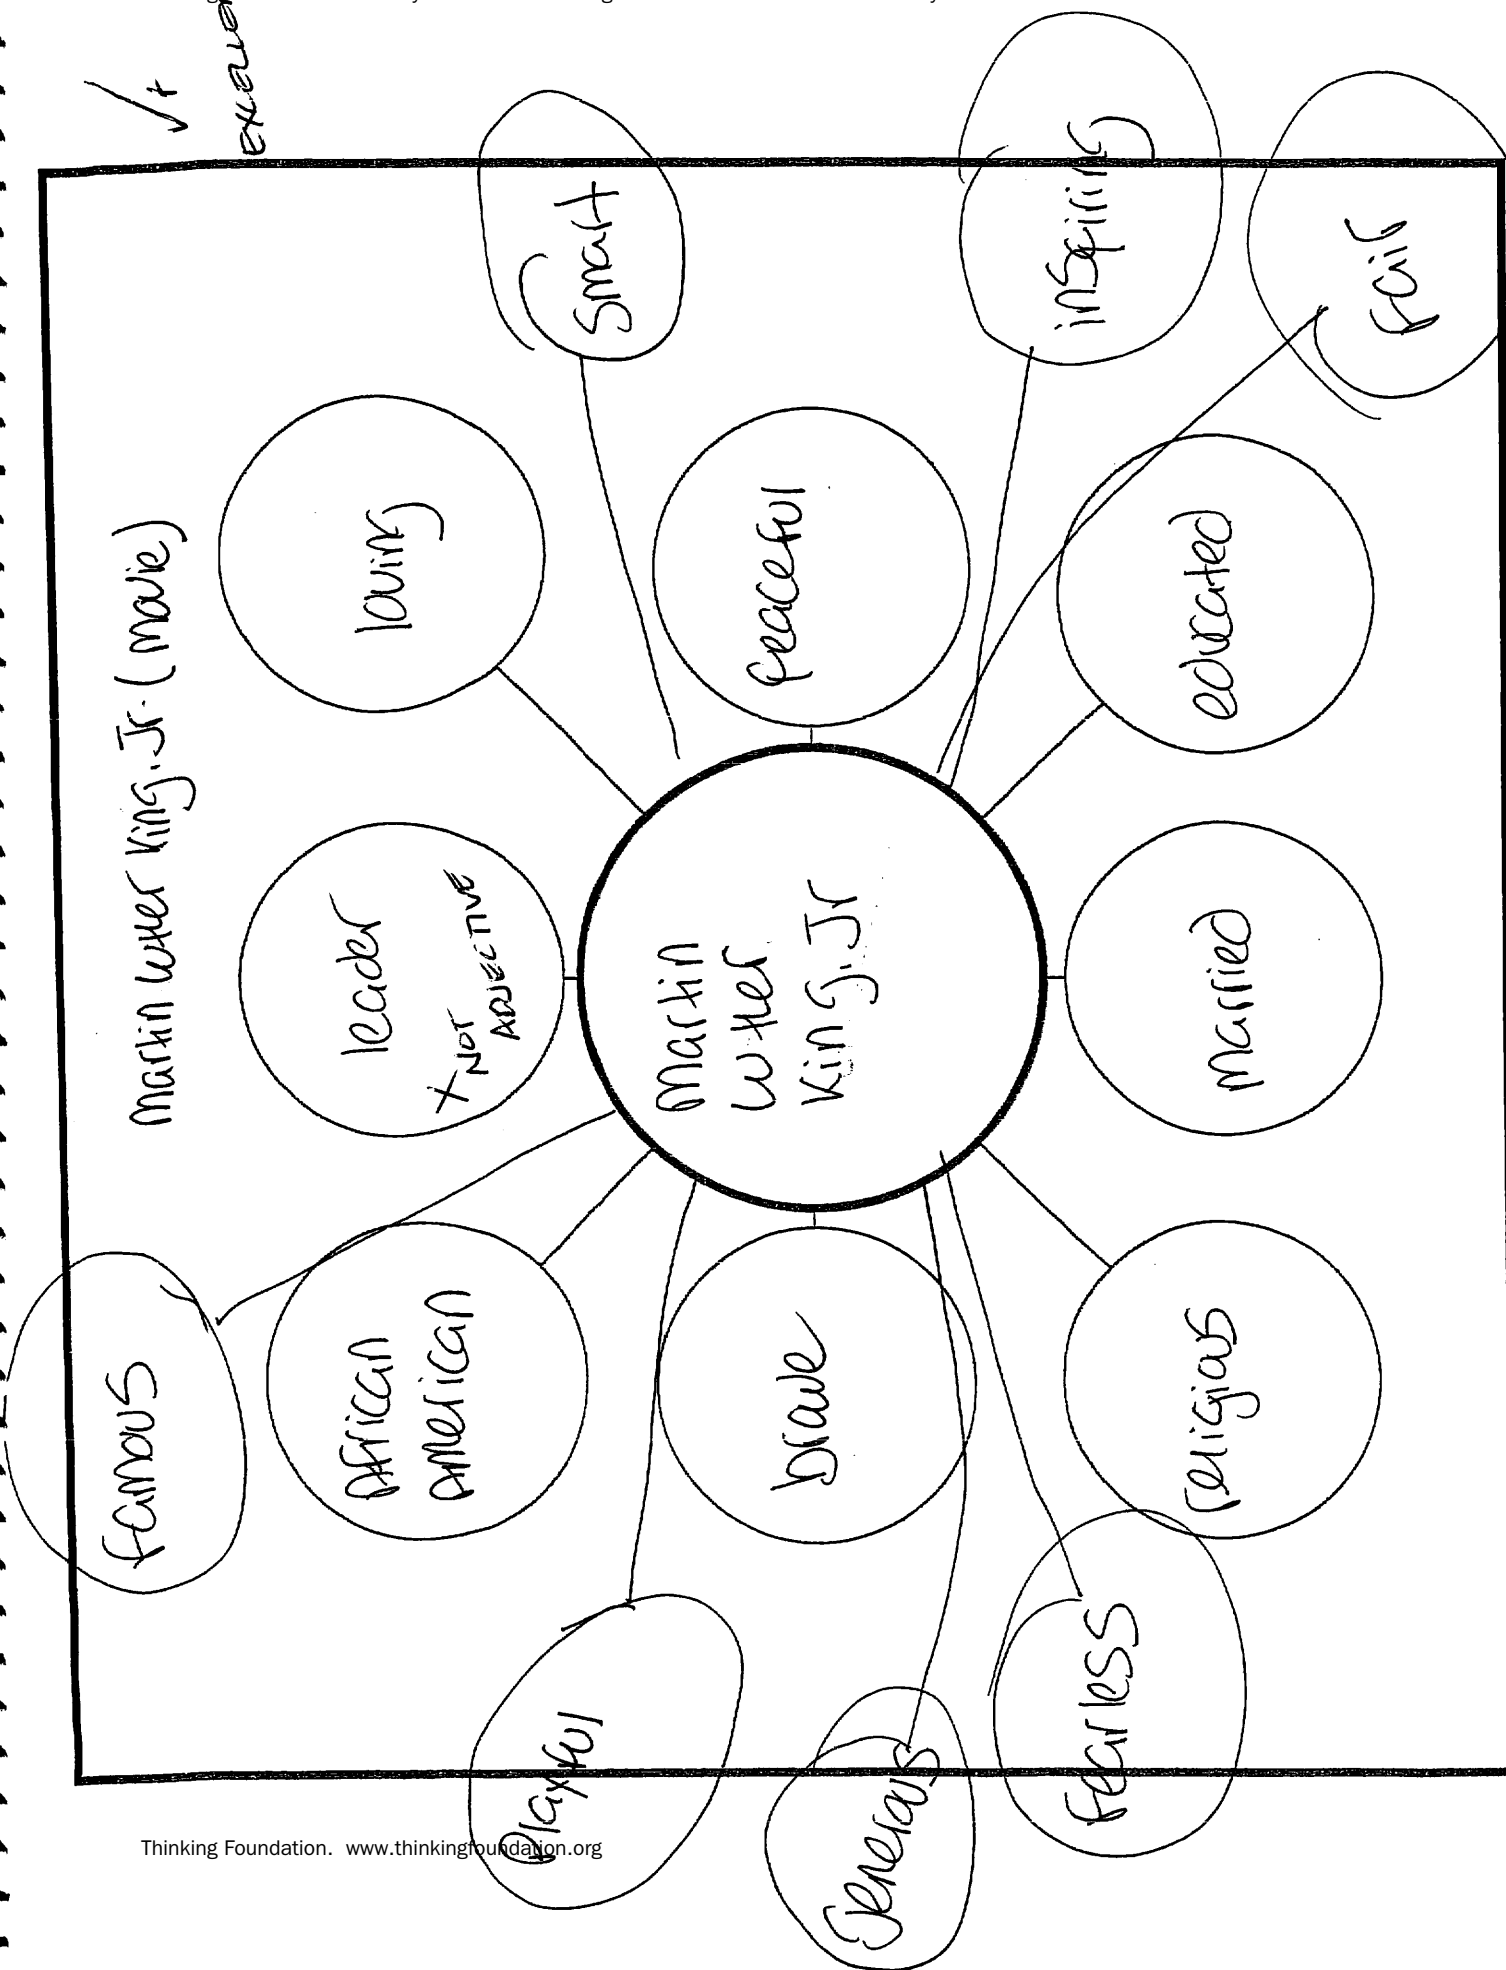 √+
Martin luther King.Jr. (movie)
famous
leader
X NOT
ADJECTIVE
loving
smart
African
American
Martin
luther
King.Jr
playful
brave
peaceful
generous
inspiring
fearless
religious
married
educated
fair
Thinking Foundation. www.thinkingfoundation.org